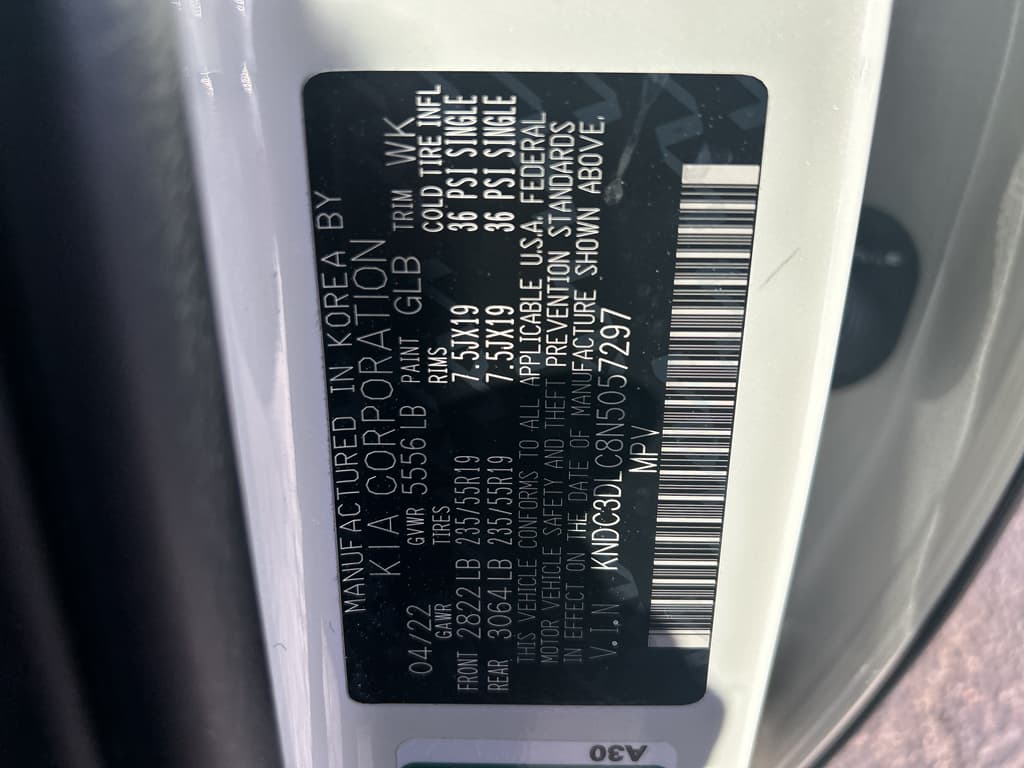 MANUFACTURED IN KOREA BY
KIA CORPORATION
04/22 GVWR 5556 LB PAINT GLB TRIM WK
GAWR TIRES RIMS COLD TIRE INFL
FRONT 2822 LB 235/55R19 7.5JX19 36 PSI SINGLE
REAR 3064 LB 235/55R19 7.5JX19 36 PSI SINGLE
THIS VEHICLE CONFORMS TO ALL APPLICABLE U.S.A. FEDERAL
MOTOR VEHICLE SAFETY AND THEFT PREVENTION STANDARDS
IN EFFECT ON THE DATE OF MANUFACTURE SHOWN ABOVE.
V.I.N KNDC3DLC8N5057297
MPV
A30